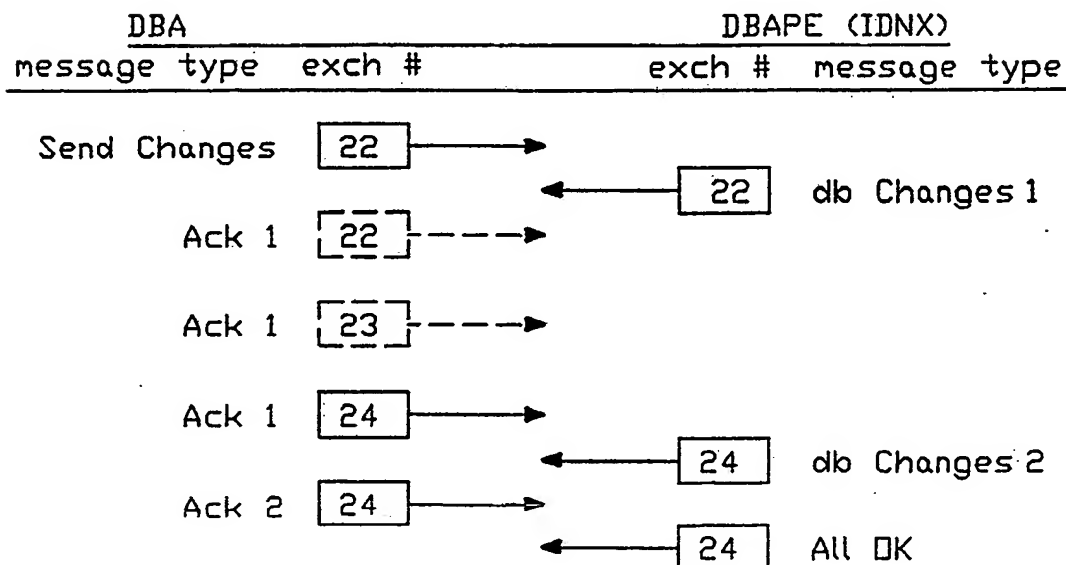 DBA DBAPE (IDNX)
message type exch # exch # message type
Send Changes 22
22 db Changes 1
Ack 1 22
Ack 1 23
Ack 1 24
24 db Changes 2
Ack 2 24
24 All OK